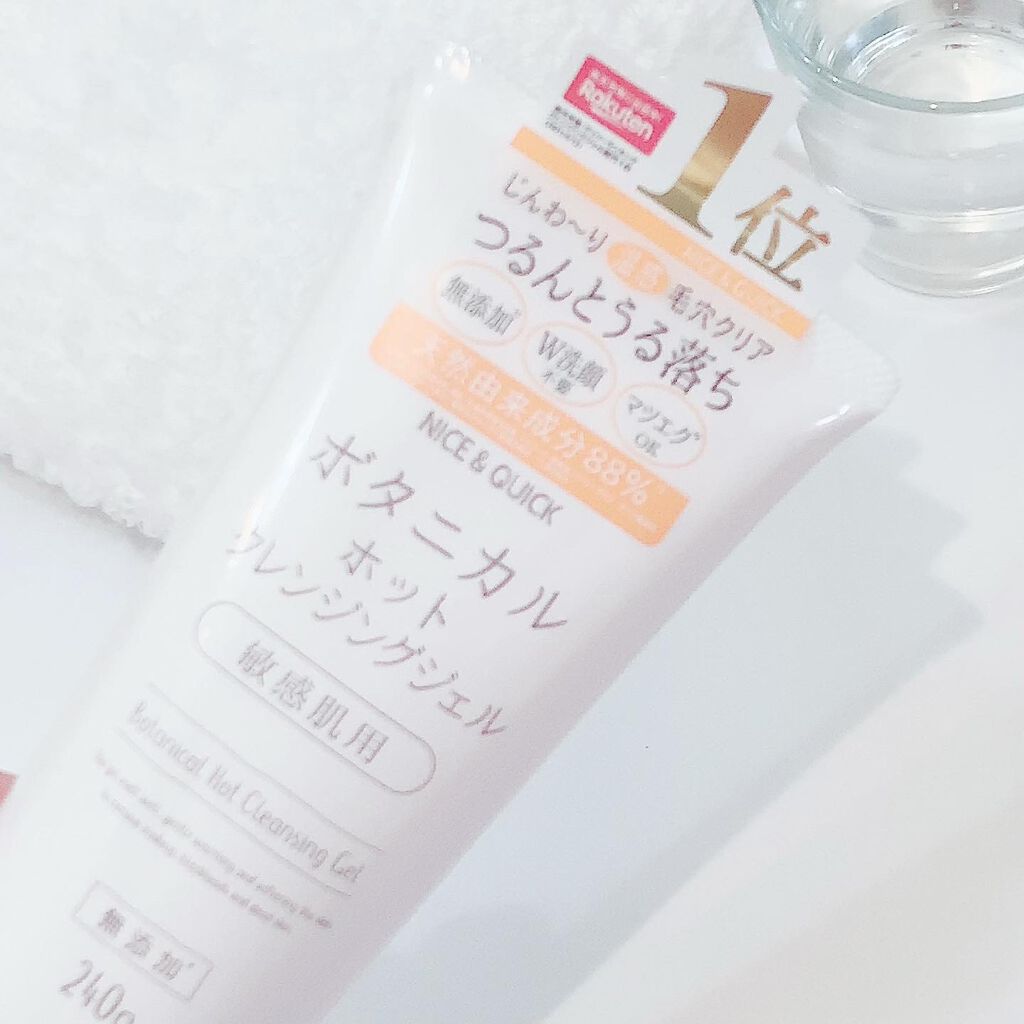 Rakuten
1位
じんわ〜り温感毛穴クリア
つるんとうる落ち
無添加*
W洗顔
不要
マツエク*
OK
天然由来成分88%
NICE & QUICK
ボタニカル
ホット
クレンジングジェル
敏感肌用
Botanical Hot Cleansing Gel
無添加*
240g